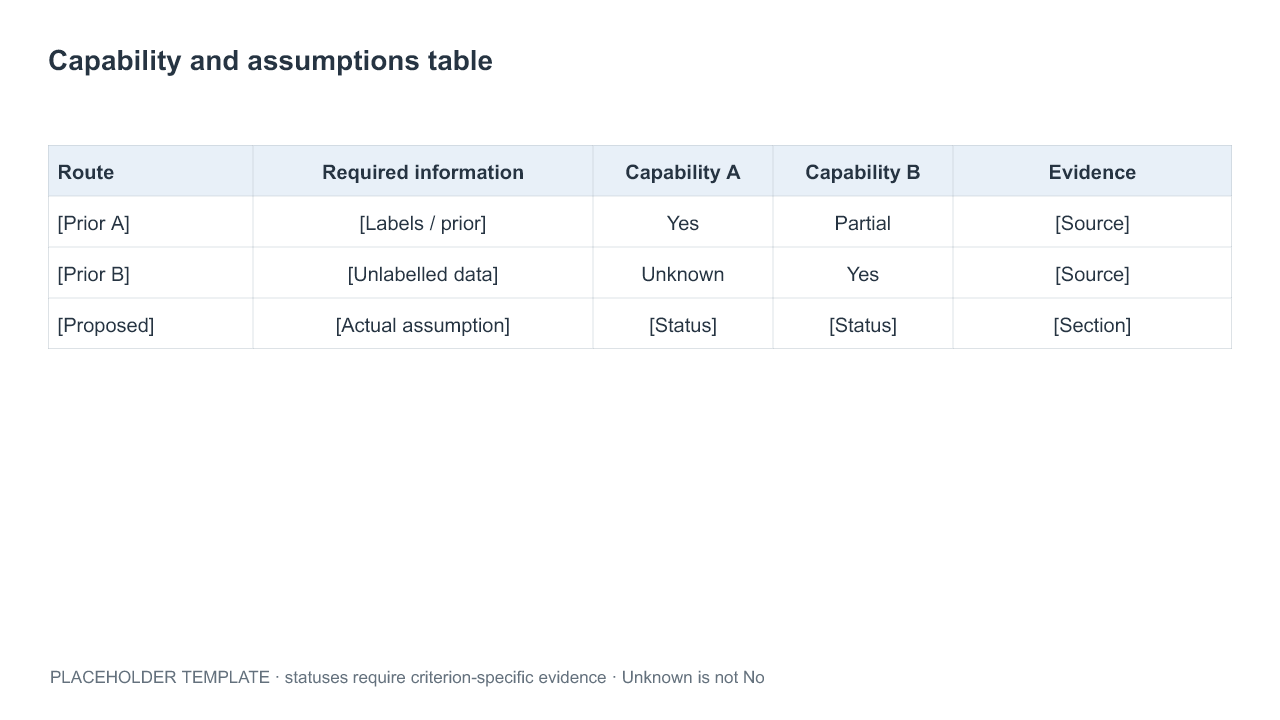 Capability and assumptions table
Route Required information Capability A Capability B Evidence
[Prior A] [Labels / prior] Yes Partial [Source]
[Prior B] [Unlabelled data] Unknown Yes [Source]
[Proposed] [Actual assumption] [Status] [Status] [Section]
PLACEHOLDER TEMPLATE · statuses require criterion-specific evidence · Unknown is not No